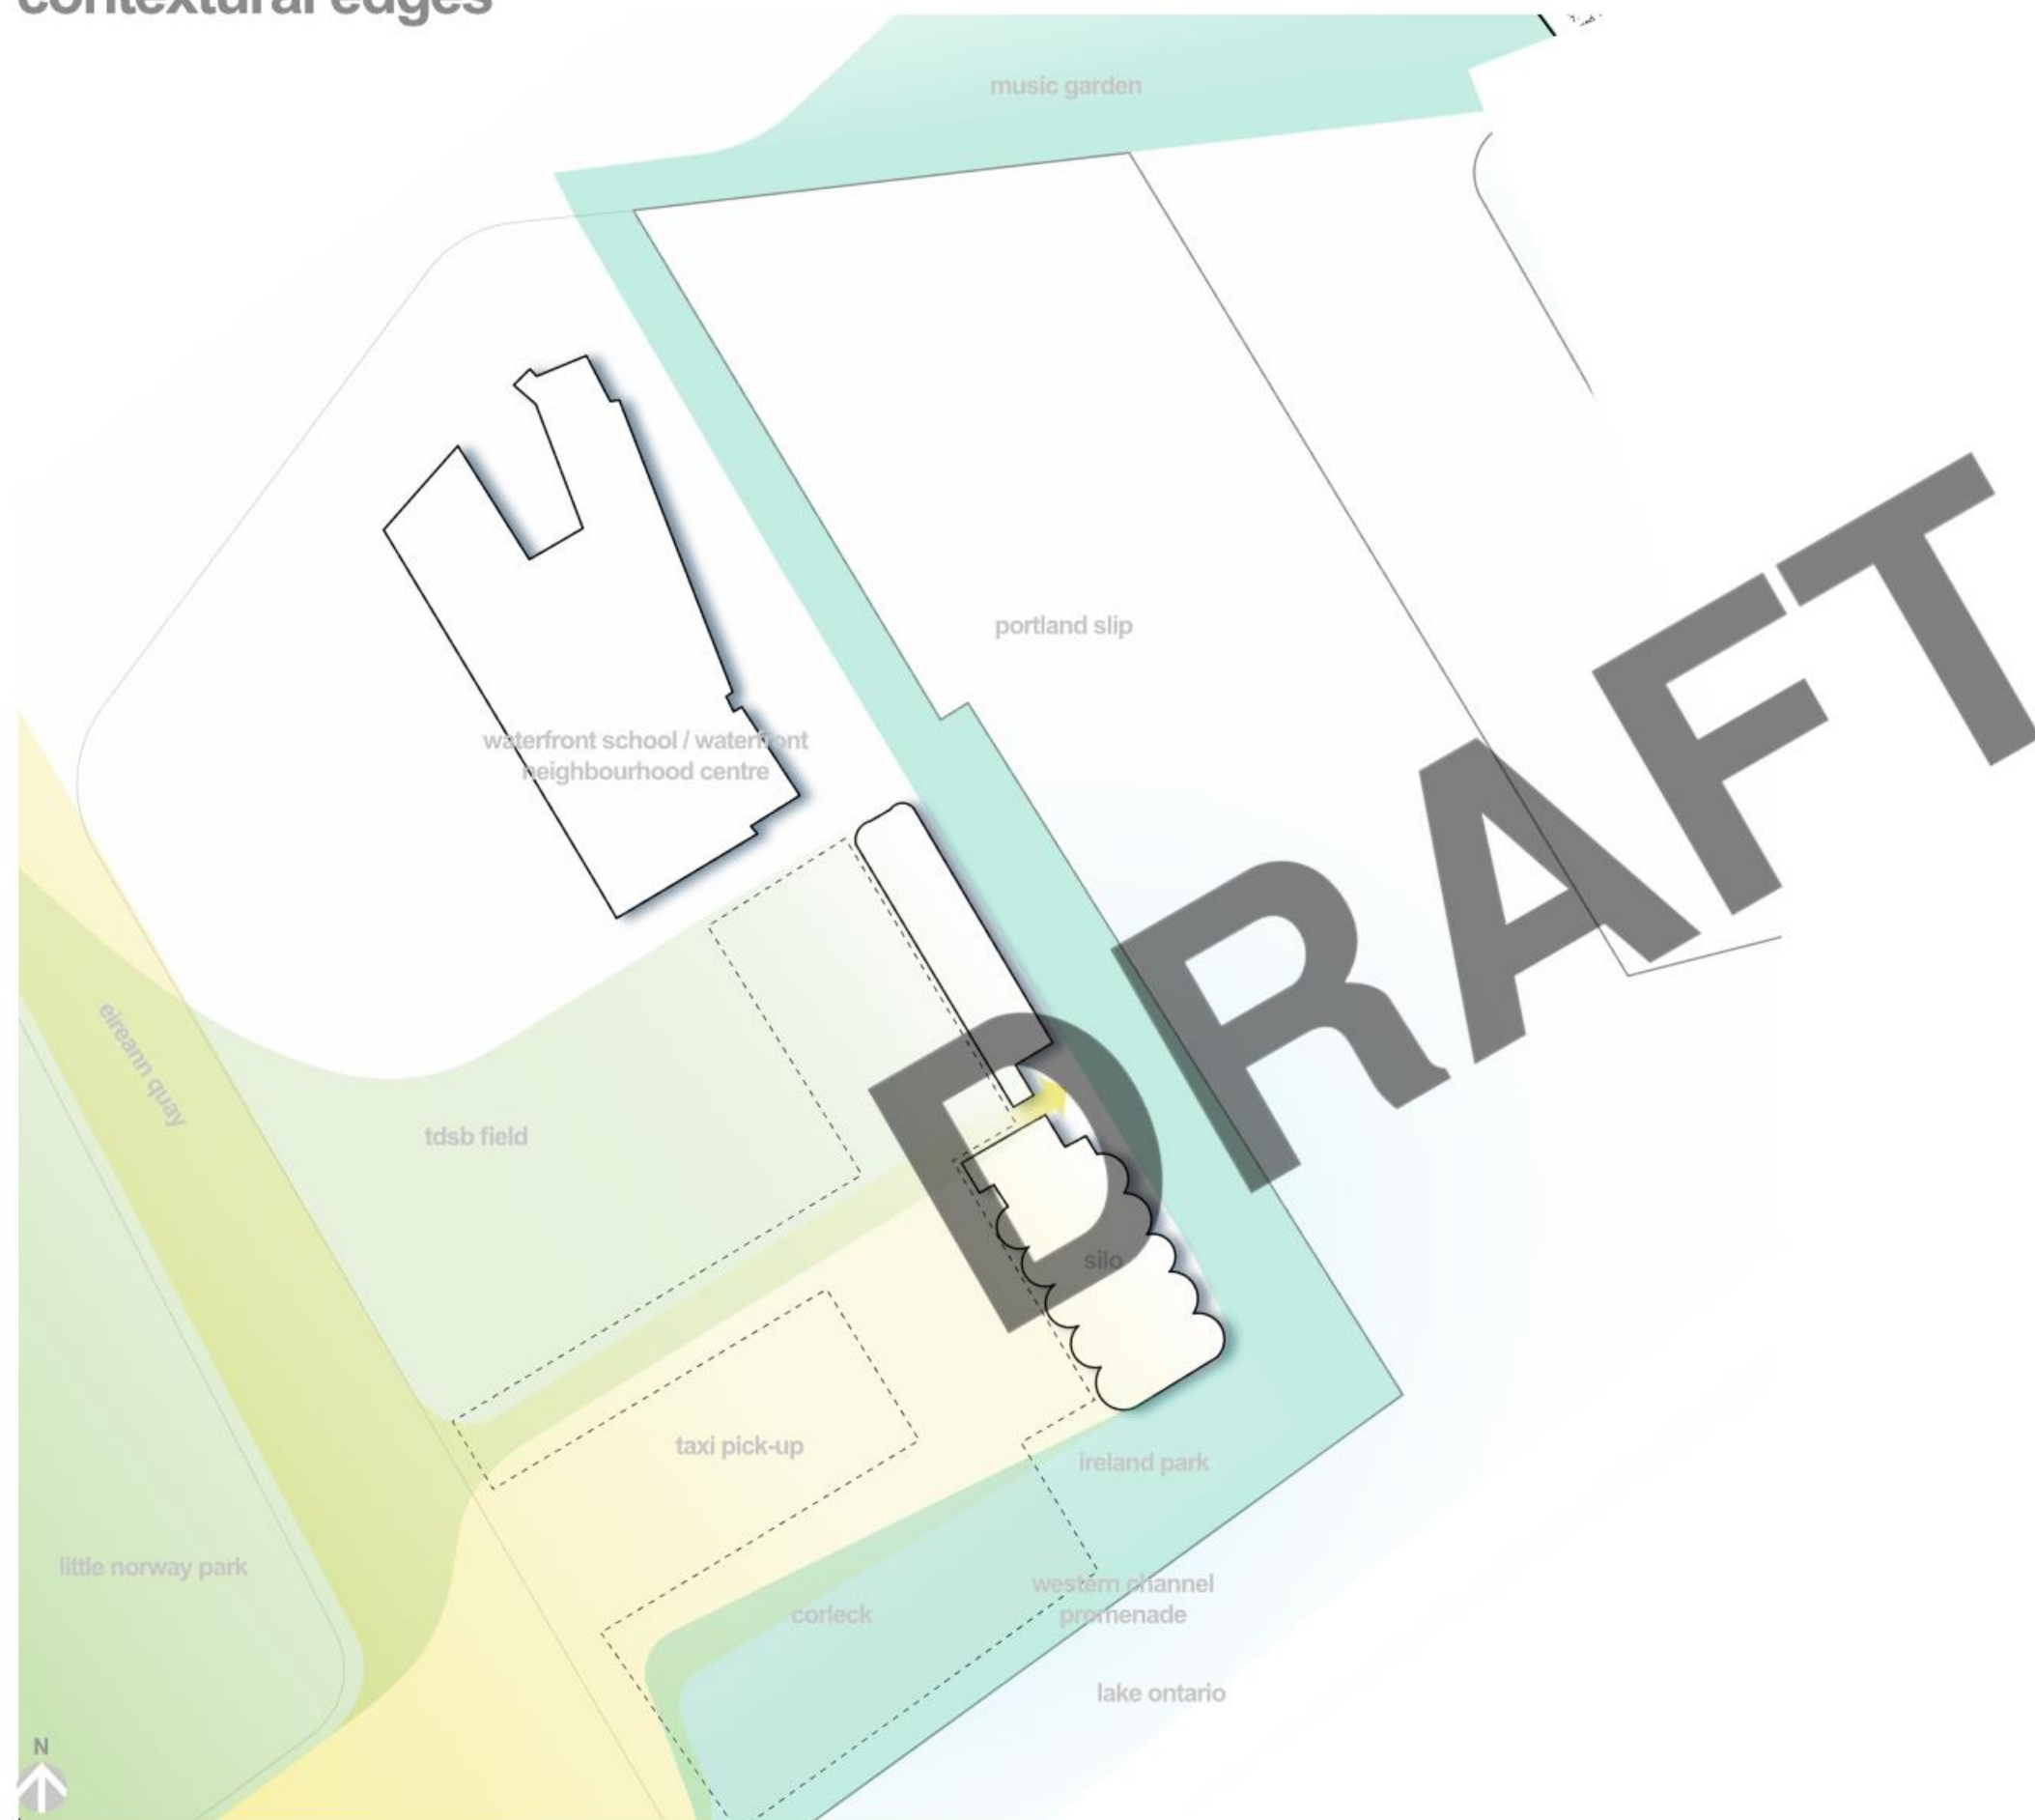 contextural edges
music garden
portland slip
waterfront school / waterfront
neighbourhood centre
DRAFT
eireann quay
tdsb field
silo
taxi pick-up
ireland park
little norway park
western channel
promenade
corleck
lake ontario
N